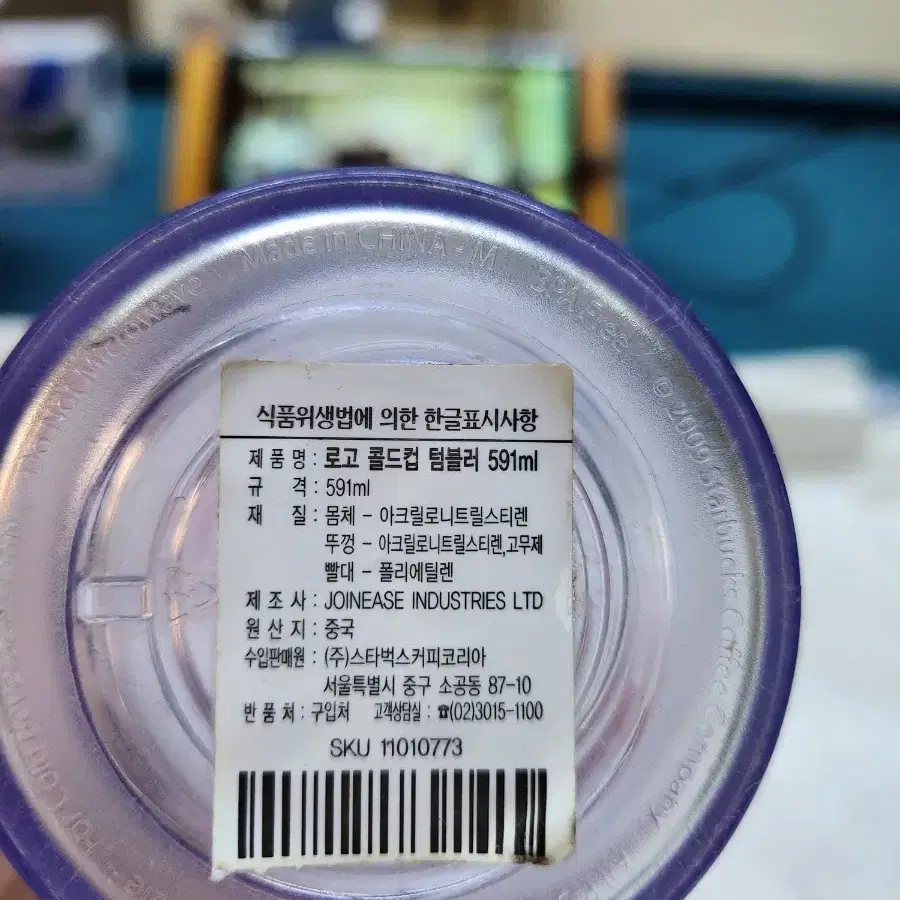 Do Not Microwave
Made in CHINA - M
BPA Free
© 2009 Starbucks Coffee Company
식품위생법에 의한 한글표시사항
제 품 명 : 로고 콜드컵 텀블러 591ml
규 격 : 591ml
재 질 : 몸체 - 아크릴로니트릴스티렌
뚜껑 - 아크릴로니트릴스티렌,고무제
빨대 - 폴리에틸렌
제 조 사 : JOINEASE INDUSTRIES LTD
원 산 지 : 중국
수입판매원 : (주)스타벅스커피코리아
서울특별시 중구 소공동 87-10
반 품 처 : 구입처 고객상담실 : ☎(02)3015-1100
SKU 11010773